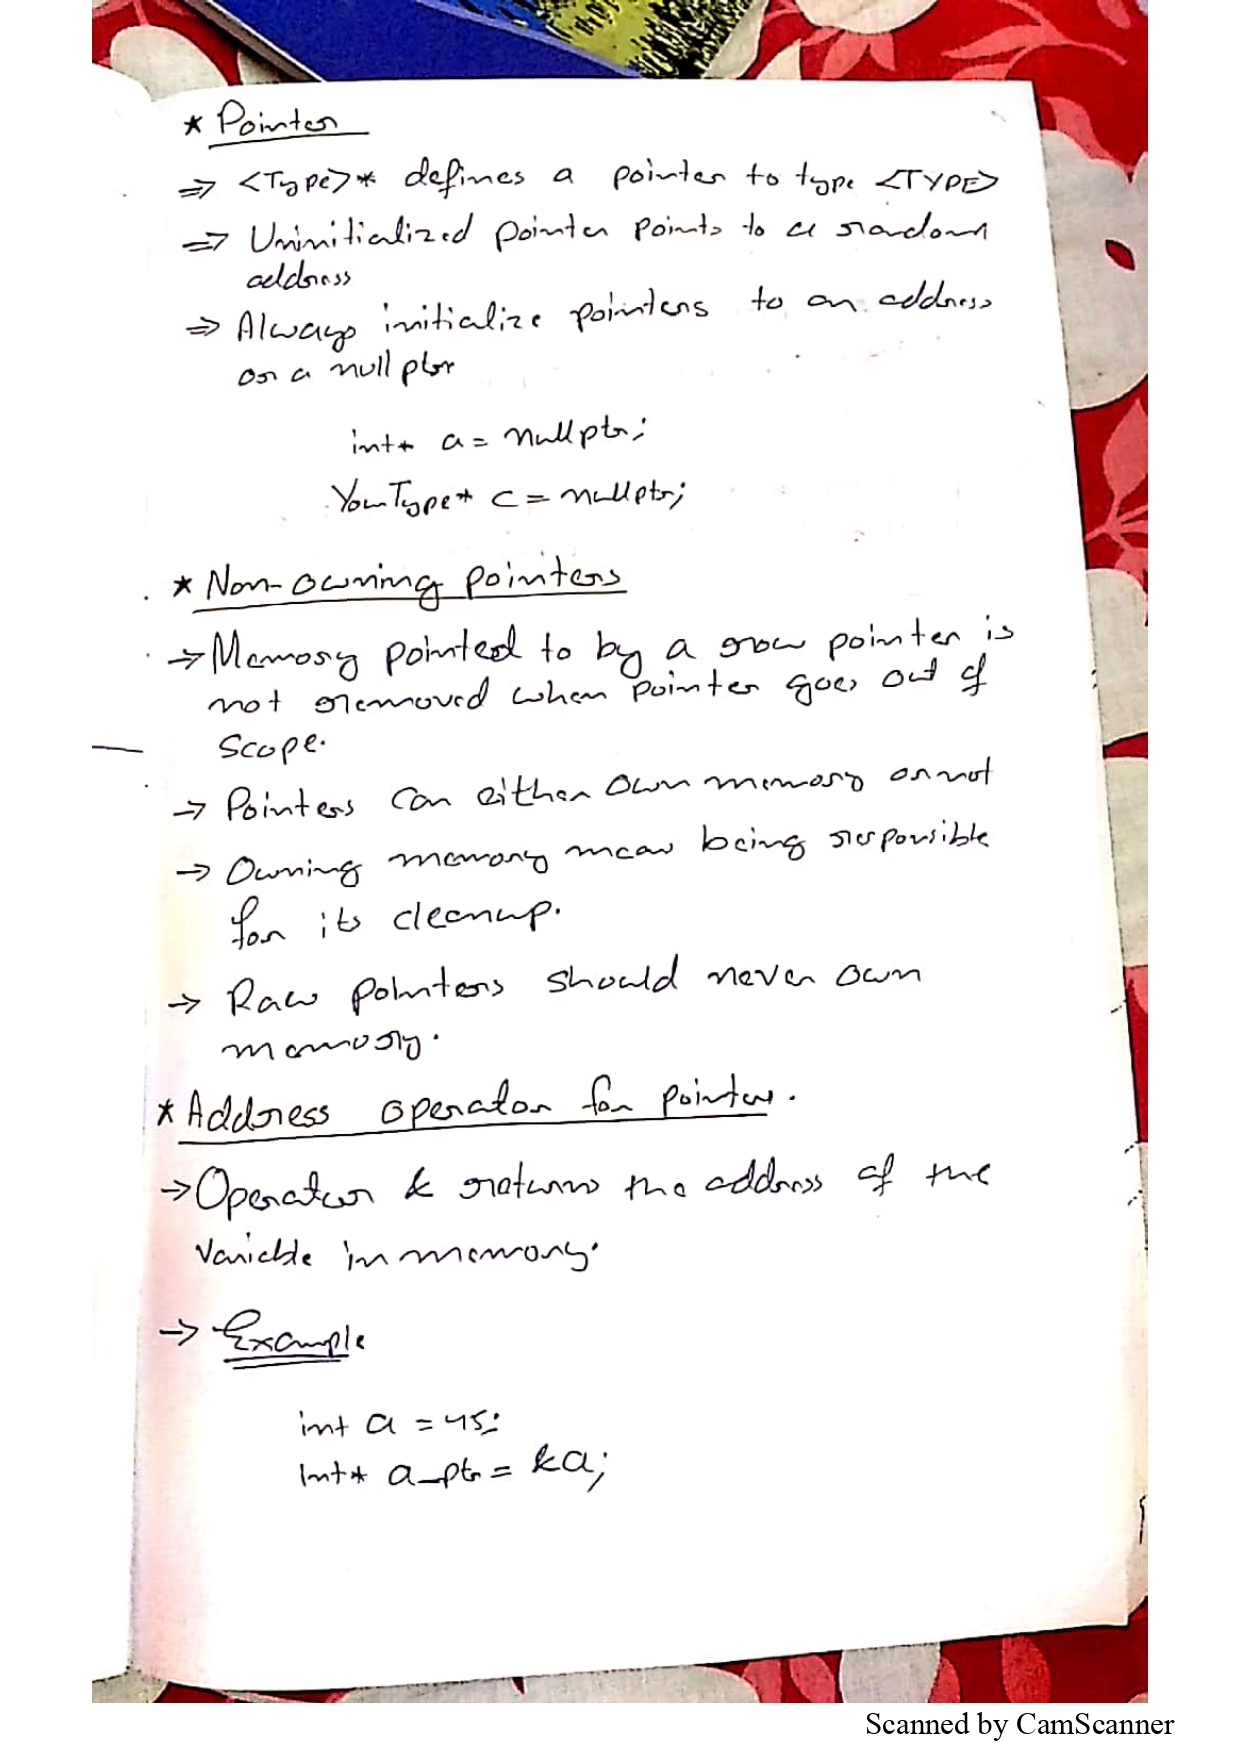 * Pointer
⇒ <Type>* defines a pointer to type <TYPE>
⇒ Uninitialized pointer points to a random
address
⇒ Always initialize pointers to an address
or a nullptr
int* a = nullptr;
YourType* c = nullptr;
* Non-owning pointers
→ Memory pointed to by a raw pointer is
not removed when pointer goes out of
scope.
→ Pointers can either own memory or not
→ Owning memory mean being responsible
for its cleanup.
→ Raw pointers should never own
memory.
* Address operator for pointer.
→ Operator & returns the address of the
variable in memory.
→ Example
int a = 45;
int* a_ptr = &a;
Scanned by CamScanner